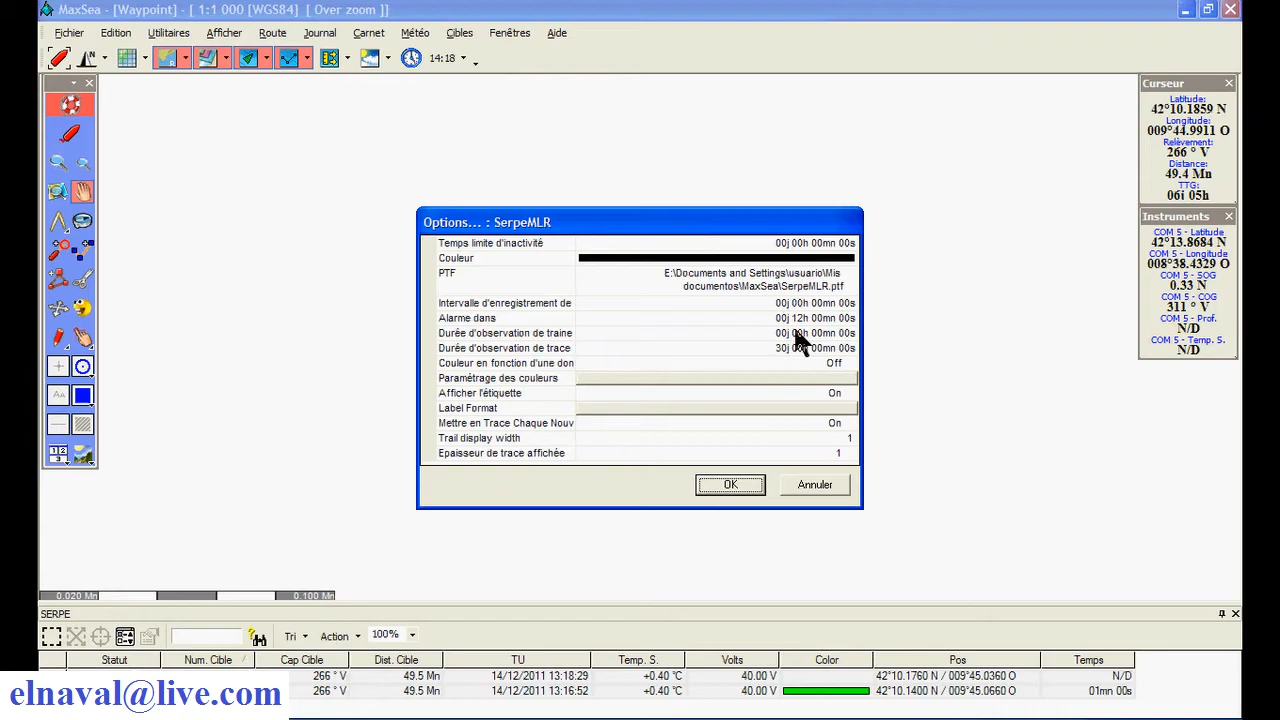 MaxSea - [Waypoint] - [ 1:1 000 [WGS84] [ Over zoom ]]
Fichier Edition Utilitaires Afficher Route Journal Carnet Météo Cibles Fenêtres Aide
14:18
Curseur
Latitude:
42°10.1859 N
Longitude:
009°44.9911 O
Relèvement:
266 ° V
Distance:
49.4 Mn
TTG:
06j 05h
Instruments
COM 5 - Latitude
42°13.8684 N
COM 5 - Longitude
008°38.4329 O
COM 5 - SOG
0.33 N
COM 5 - COG
311 ° V
COM 5 - Prof.
N/D
COM 5 - Temp. S.
N/D
Options... : SerpeMLR
Temps limite d'inactivité 00j 00h 00mn 00s
Couleur
PTF E:\Documents and Settings\usuario\Mis
documentos\MaxSea\SerpeMLR.ptf
Intervalle d'enregistrement de 00j 00h 00mn 00s
Alarme dans 00j 12h 00mn 00s
Durée d'observation de traine 00j 00h 00mn 00s
Durée d'observation de trace 30j 00h 00mn 00s
Couleur en fonction d'une don Off
Paramétrage des couleurs
Afficher l'étiquette On
Label Format
Mettre en Trace Chaque Nouv On
Trail display width 1
Epaisseur de trace affichée 1
OK Annuler
0.020 Mn 0.100 Mn
SERPE
Tri Action 100%
Statut Num. Cible Cap Cible Dist. Cible TU Temp. S. Volts Color Pos Temps
266 ° V 49.5 Mn 14/12/2011 13:18:29 +0.40 °C 40.00 V 42°10.1760 N / 009°45.0360 O N/D
266 ° V 49.5 Mn 14/12/2011 13:16:52 +0.40 °C 40.00 V 42°10.1400 N / 009°45.0660 O 01mn 00s
elnaval@live.com